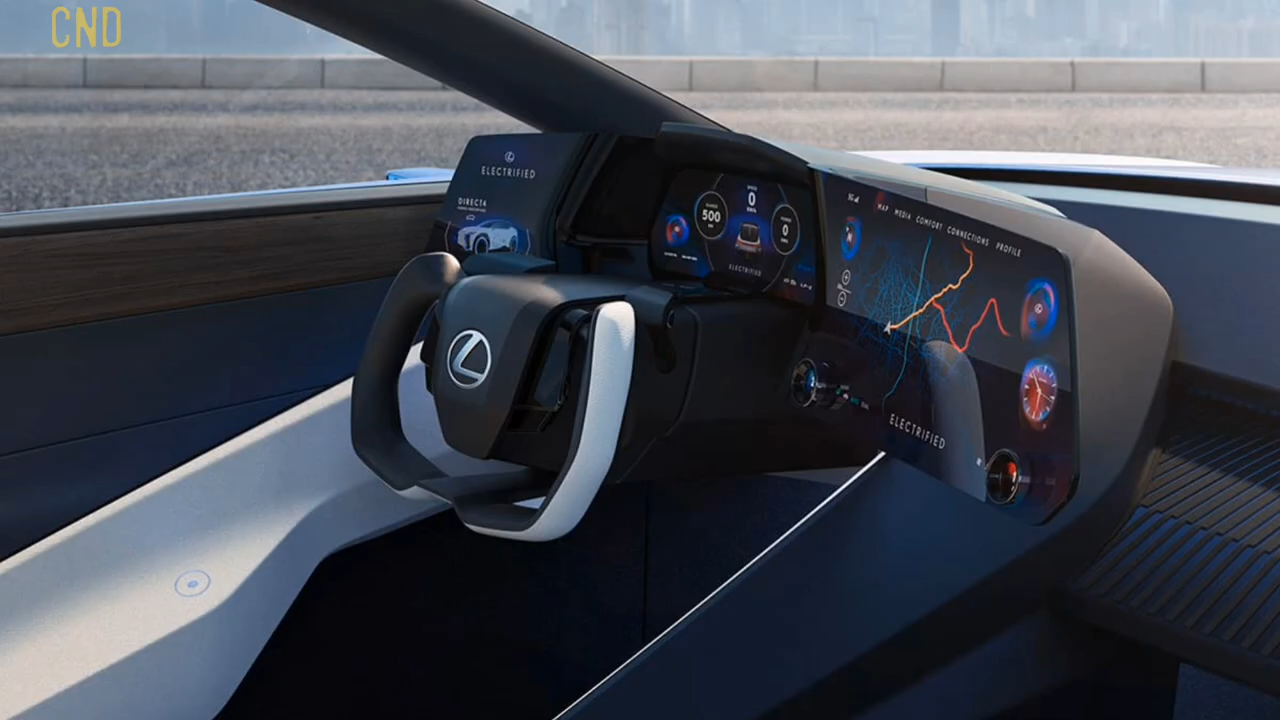 CND
ELECTRIFIED
DIRECT4
500
0
0
ELECTRIFIED
MAP MEDIA COMFORT CONNECTIONS PROFILE
ELECTRIFIED